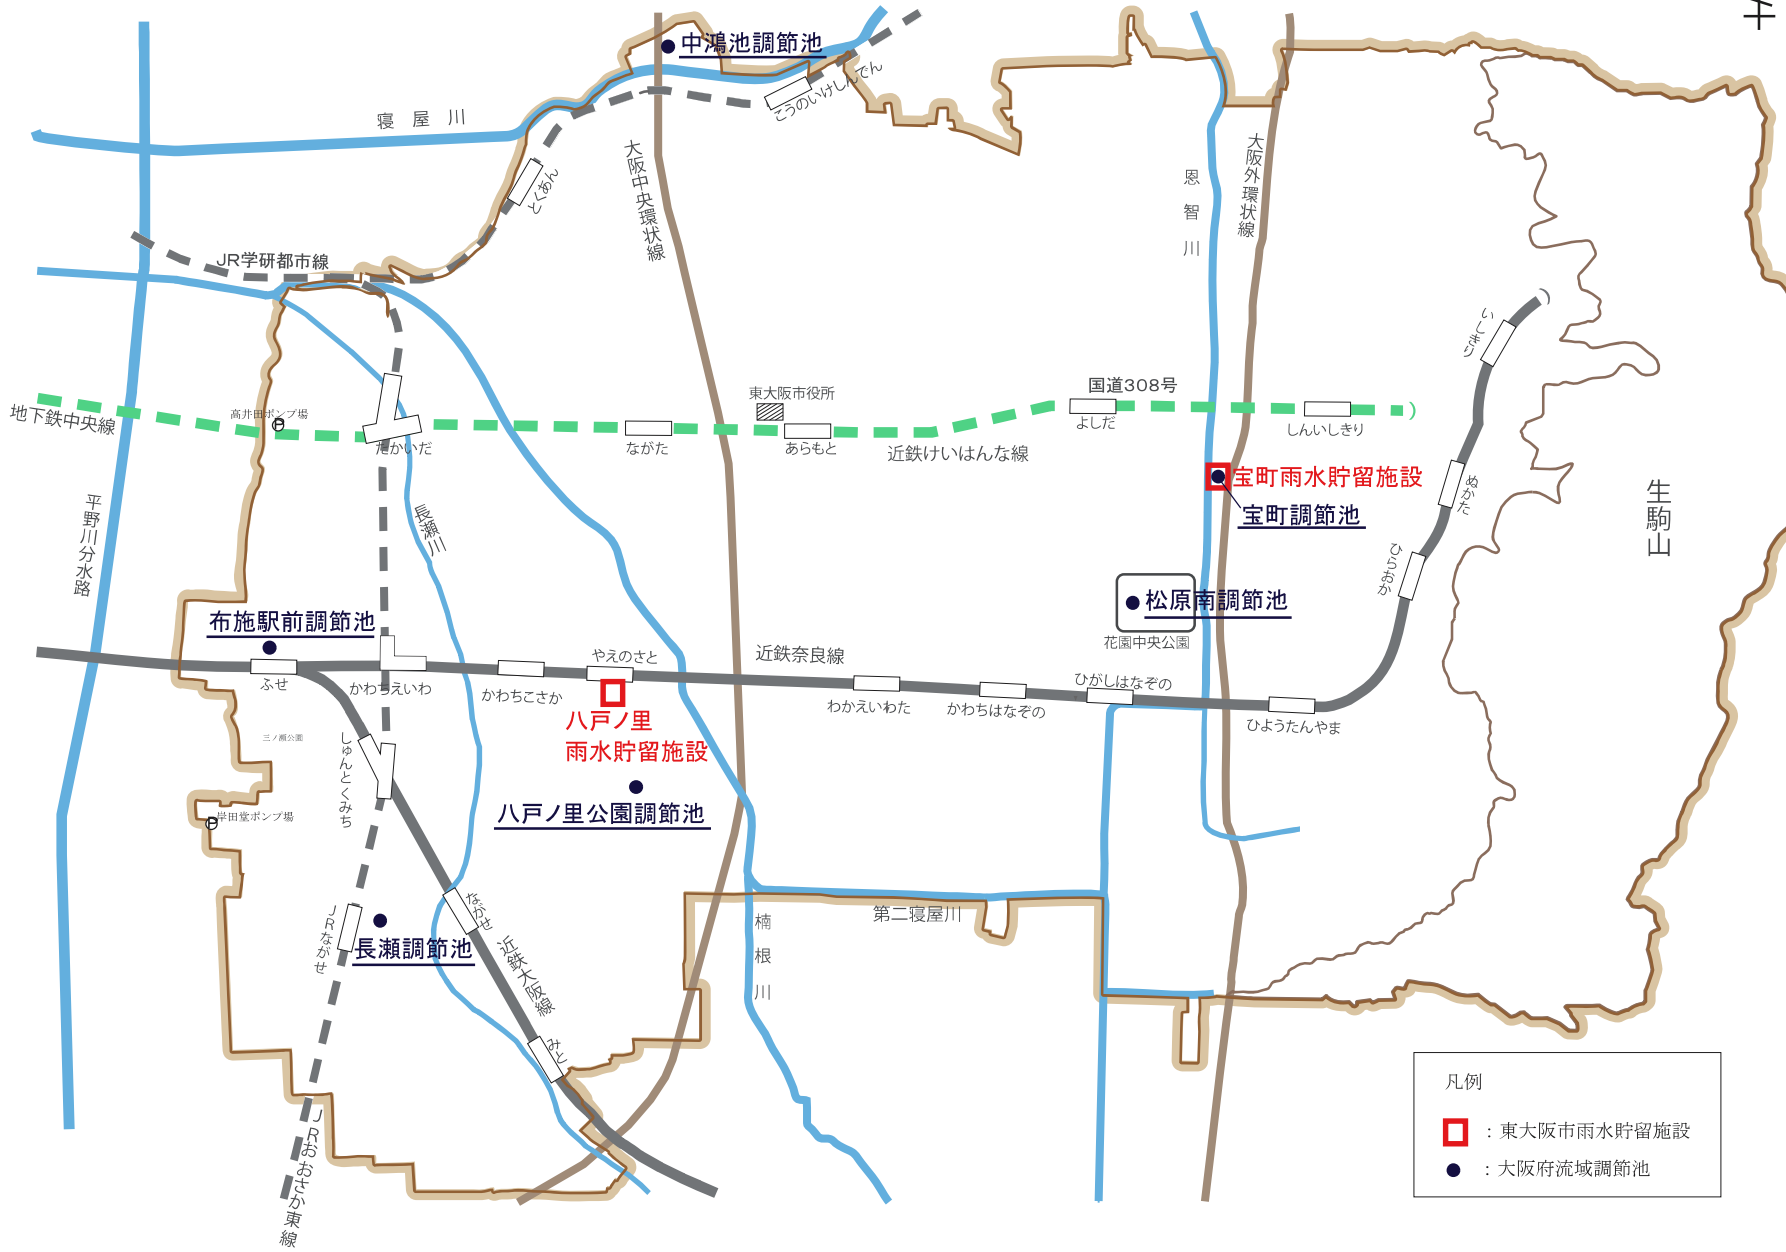 中鴻池調節池
こうのいけしんでん
寝屋川
とくあん
大阪中央環状線
恩智川
大阪外環状線
JR学研都市線
いしきり
地下鉄中央線
高井田ポンプ場
P
たかいだ
東大阪市役所
ながた
あらもと
近鉄けいはんな線
国道308号
よしだ
しんいしきり
宝町雨水貯留施設
宝町調節池
ぬかた
生駒山
平野川分水路
長瀬川
ひらおか
松原南調節池
花園中央公園
布施駅前調節池
ふせ
かわちえいわ
かわちこさか
やえのさと
近鉄奈良線
わかえいわた
かわちはなぞの
ひがしはなぞの
ひようたんやま
八戸ノ里
雨水貯留施設
三ノ瀬公園
しゅんとくみち
八戸ノ里公園調節池
岸田堂ポンプ場
P
ながせ
JRながせ
長瀬調節池
近鉄大阪線
楠根川
第二寝屋川
みと
JRおおさか東線
凡例
：東大阪市雨水貯留施設
：大阪府流域調節池